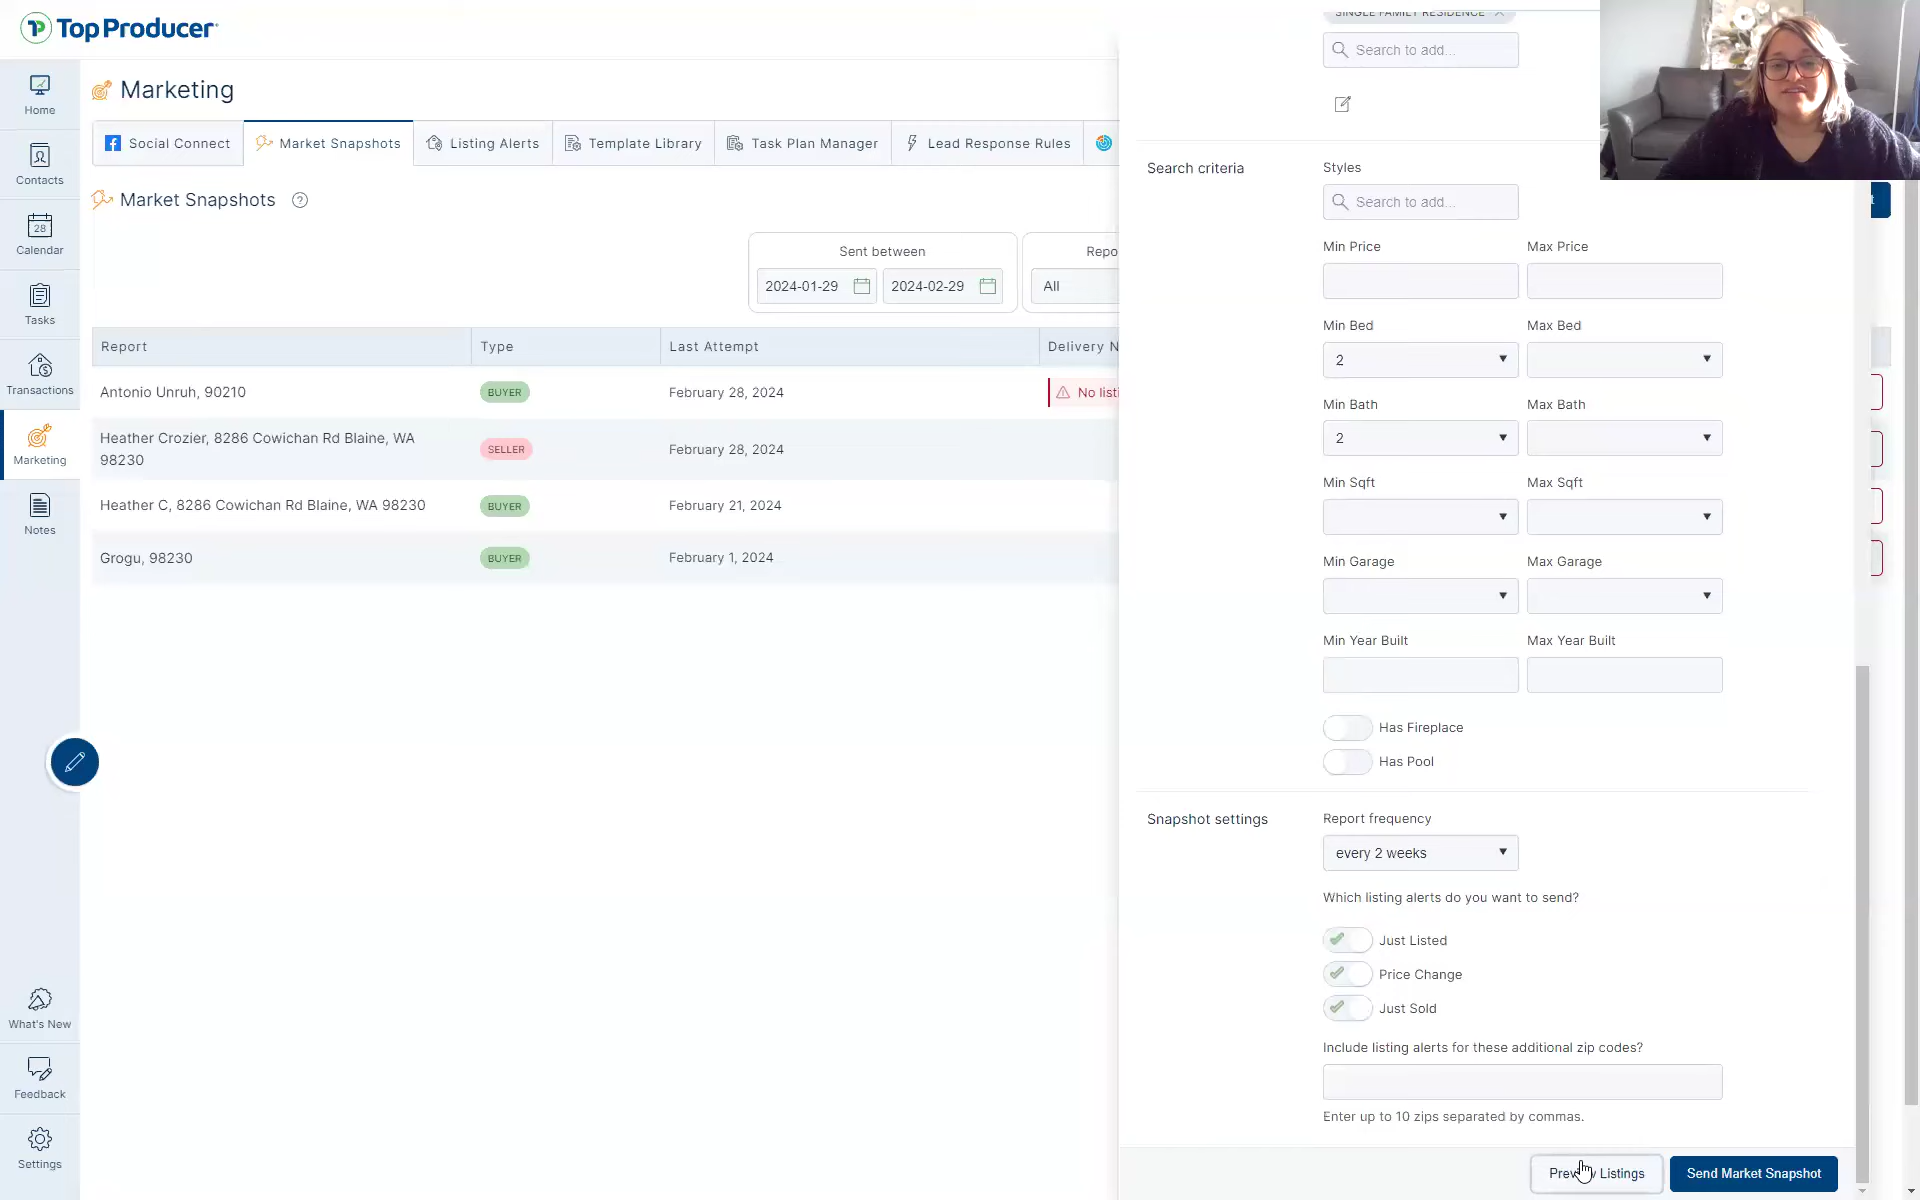 Top Producer
SINGLE FAMILY RESIDENCE
Search to add...
Home
Marketing
Social Connect
Market Snapshots
Listing Alerts
Template Library
Task Plan Manager
Lead Response Rules
Contacts
Search criteria
Styles
Search to add...
Market Snapshots
28
Calendar
Sent between
Repo
2024-01-29
2024-02-29
All
Min Price
Max Price
Tasks
Min Bed
Max Bed
2
Report
Type
Last Attempt
Delivery N
Transactions
Antonio Unruh, 90210
BUYER
February 28, 2024
No listi
Min Bath
Max Bath
2
Heather Crozier, 8286 Cowichan Rd Blaine, WA
98230
SELLER
February 28, 2024
Marketing
Min Sqft
Max Sqft
Heather C, 8286 Cowichan Rd Blaine, WA 98230
BUYER
February 21, 2024
Notes
Grogu, 98230
BUYER
February 1, 2024
Min Garage
Max Garage
Min Year Built
Max Year Built
Has Fireplace
Has Pool
Snapshot settings
Report frequency
every 2 weeks
Which listing alerts do you want to send?
Just Listed
Price Change
Just Sold
What's New
Include listing alerts for these additional zip codes?
Feedback
Enter up to 10 zips separated by commas.
Settings
Listings
Send Market Snapshot